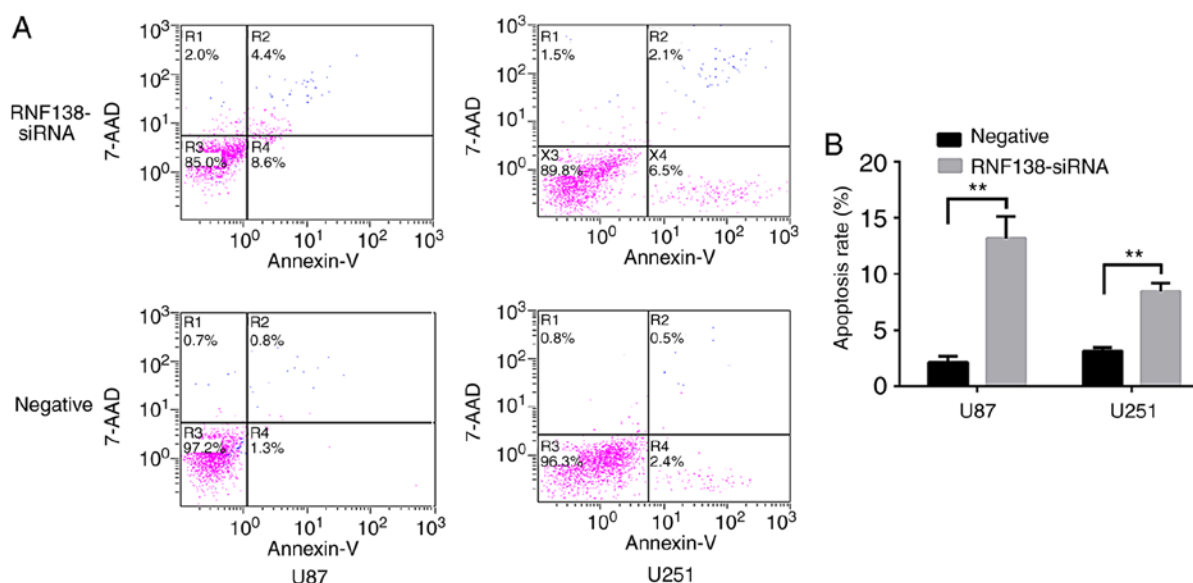 A
RNF138-
siRNA
7-AAD
10³
10²
10¹
10⁰
R1
2.0%
R2
4.4%
R3
85.0%
R4
8.6%
10⁰ 10¹ 10² 10³
Annexin-V
7-AAD
10³
10²
10¹
10⁰
R1
1.5%
R2
2.1%
X3
89.8%
X4
6.5%
10⁰ 10¹ 10² 10³
Annexin-V
Negative
7-AAD
10³
10²
10¹
10⁰
R1
0.7%
R2
0.8%
R3
97.2%
R4
1.3%
10⁰ 10¹ 10² 10³
Annexin-V
U87
7-AAD
10³
10²
10¹
10⁰
R1
0.8%
R2
0.5%
R3
96.3%
R4
2.4%
10⁰ 10¹ 10² 10³
Annexin-V
U251
B
Negative
RNF138-siRNA
Apoptosis rate (%)
20
15
10
5
0
**
**
U87 U251